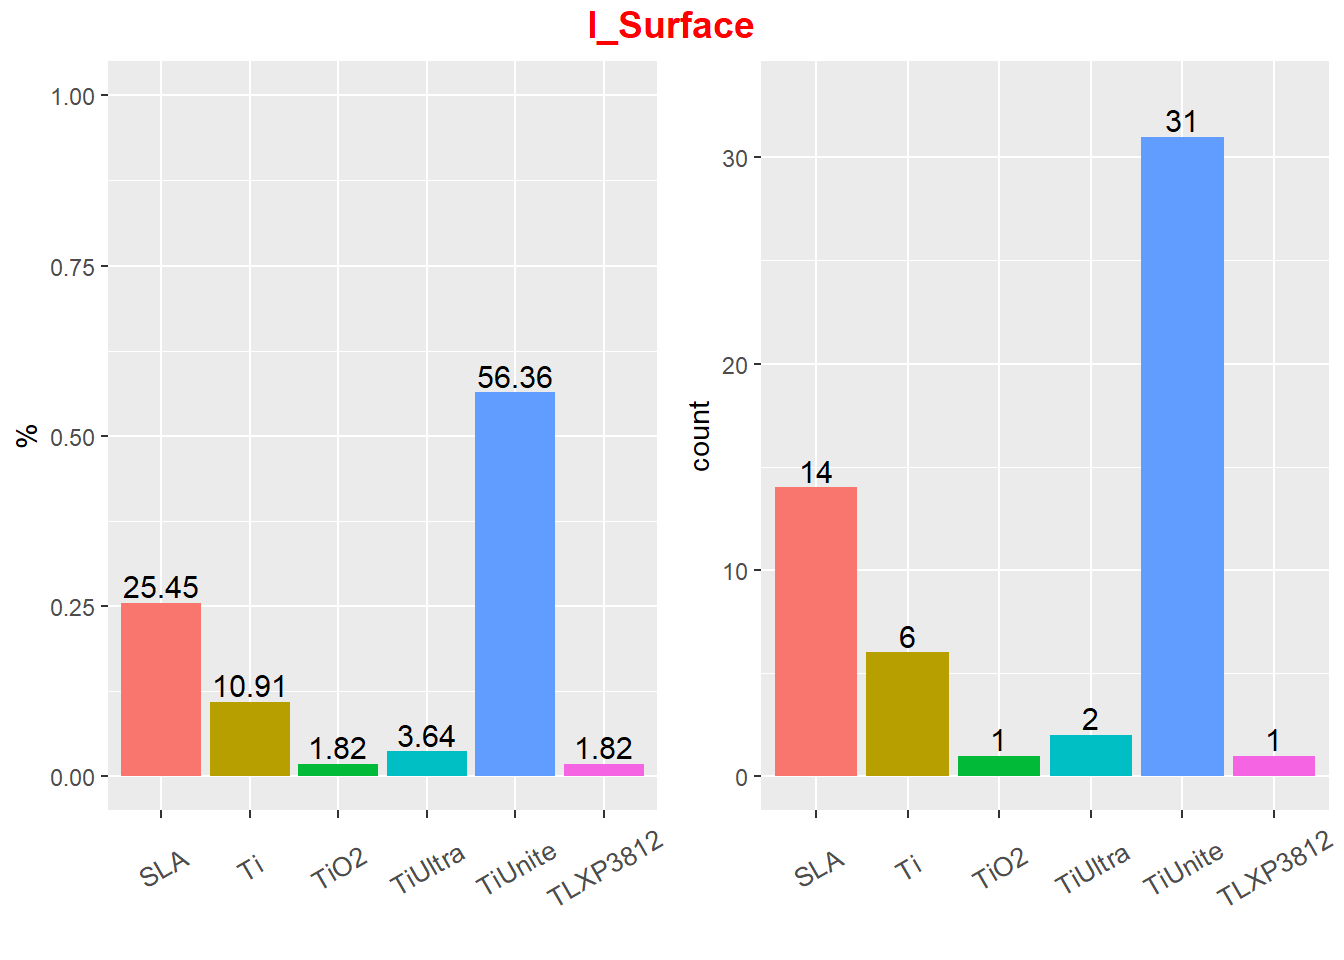 I_Surface
%
1.00
0.75
0.50
0.25
0.00
25.45
10.91
1.82
3.64
56.36
1.82
SLA
Ti
TiO2
TiUltra
TiUnite
TLXP3812
count
30
20
10
0
14
6
1
2
31
1
SLA
Ti
TiO2
TiUltra
TiUnite
TLXP3812